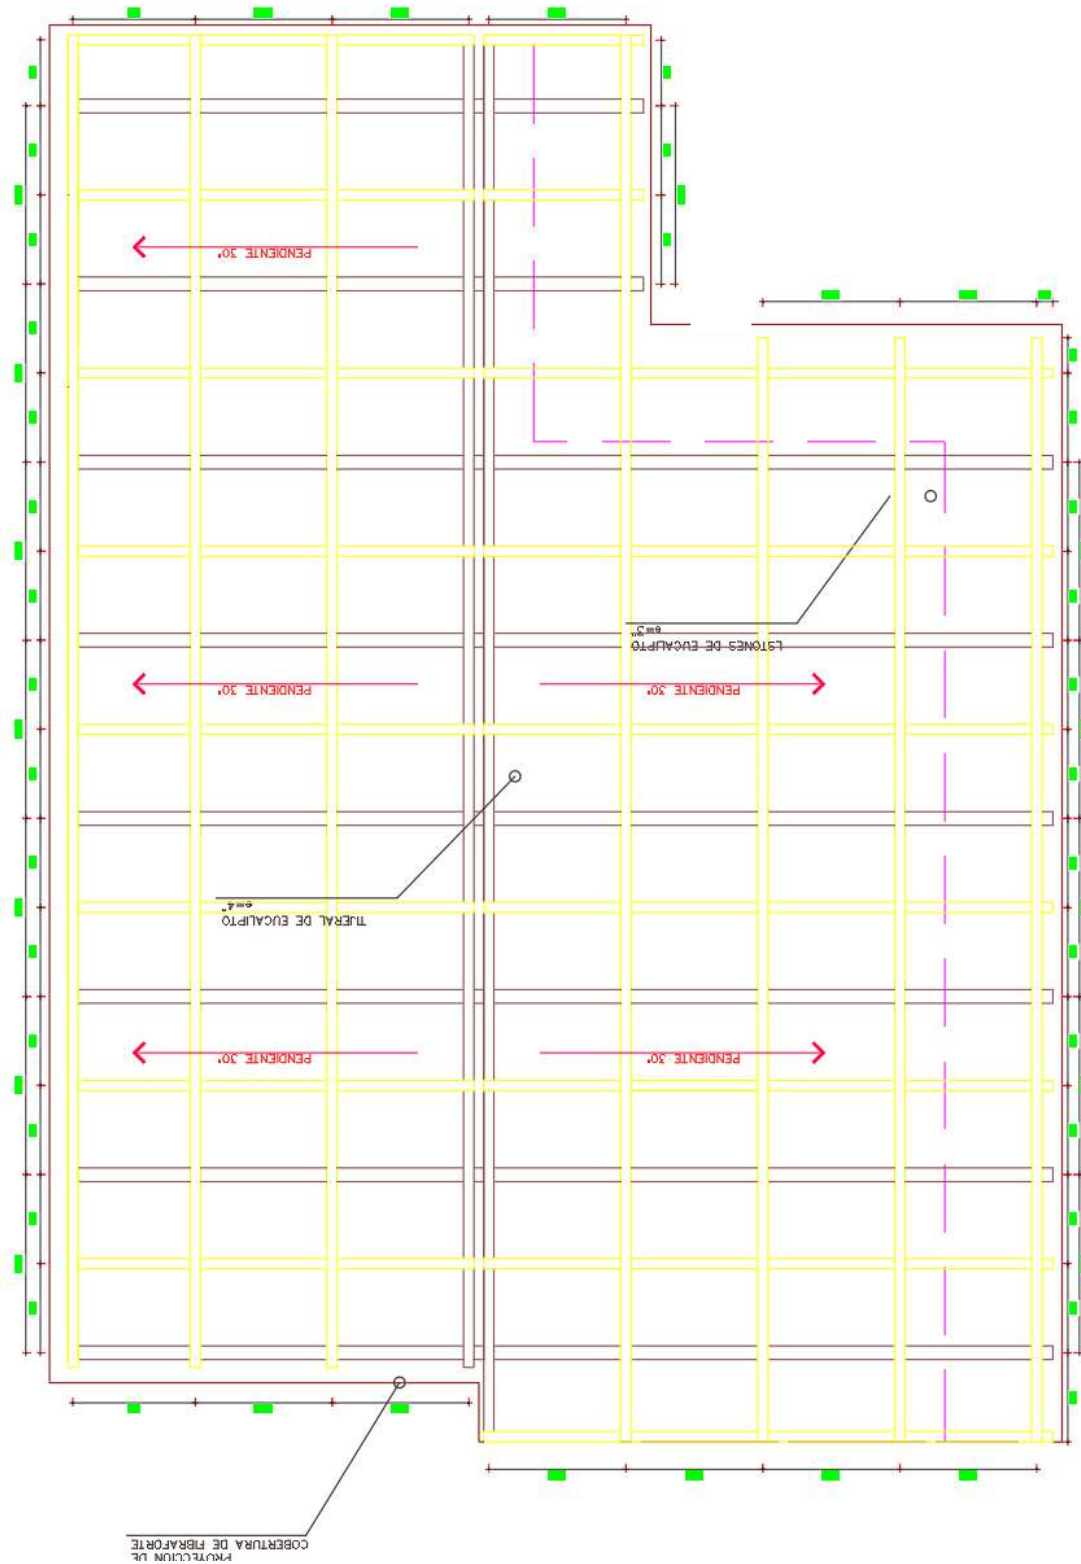 PENDIENTE 30°
PENDIENTE 30°
PENDIENTE 30°
PENDIENTE 30°
PENDIENTE 30°
LSTONES DE EUCALIPTO
e=3"
TIJERAL DE EUCALIPTO
e=4"
PROYECCION DE
COBERTURA DE FIBRAFORTE